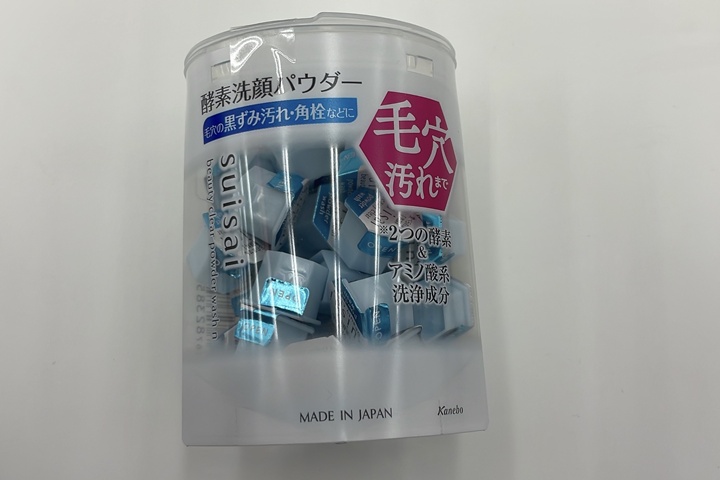 酵素洗顔パウダー
毛穴の黒ずみ汚れ・角栓などに
毛穴
汚れまで
suisai
beauty clear powder wash n
※2つの酵素
&
アミノ酸系
洗浄成分
OPEN
MADE IN JAPAN
Kanebo